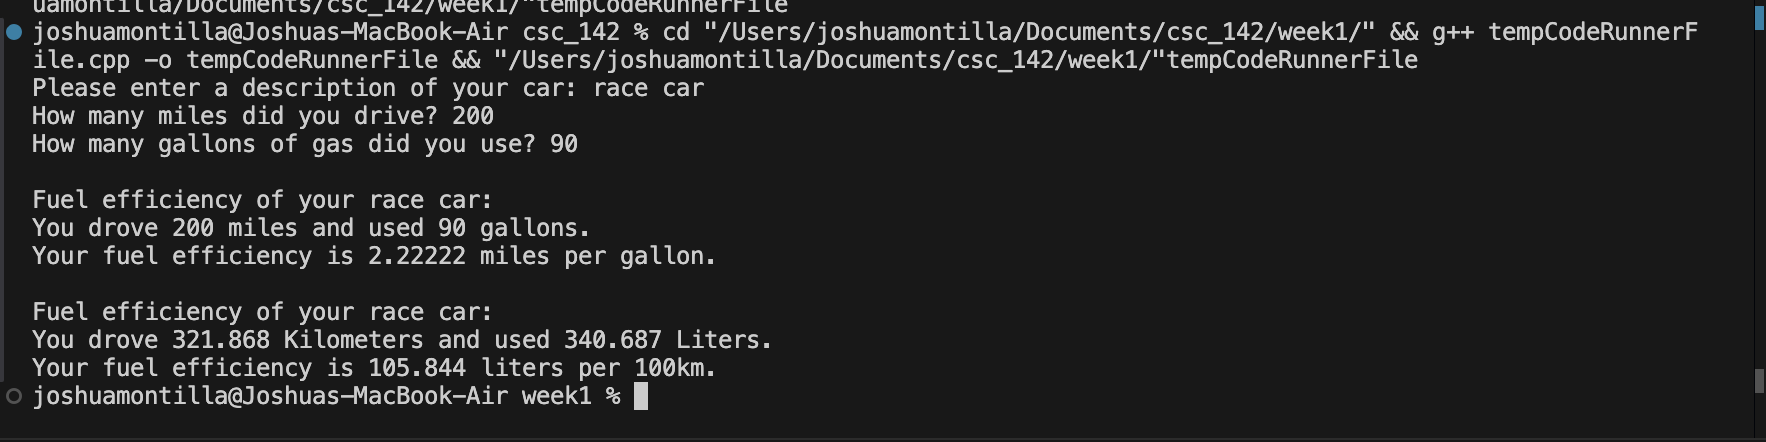 uamontilla/Documents/csc_142/week1/"tempCodeRunnerFile
joshuamontilla@Joshuas-MacBook-Air csc_142 % cd "/Users/joshuamontilla/Documents/csc_142/week1/" && g++ tempCodeRunnerF
ile.cpp -o tempCodeRunnerFile && "/Users/joshuamontilla/Documents/csc_142/week1/"tempCodeRunnerFile
Please enter a description of your car: race car
How many miles did you drive? 200
How many gallons of gas did you use? 90
Fuel efficiency of your race car:
You drove 200 miles and used 90 gallons.
Your fuel efficiency is 2.22222 miles per gallon.
Fuel efficiency of your race car:
You drove 321.868 Kilometers and used 340.687 Liters.
Your fuel efficiency is 105.844 liters per 100km.
joshuamontilla@Joshuas-MacBook-Air week1 %